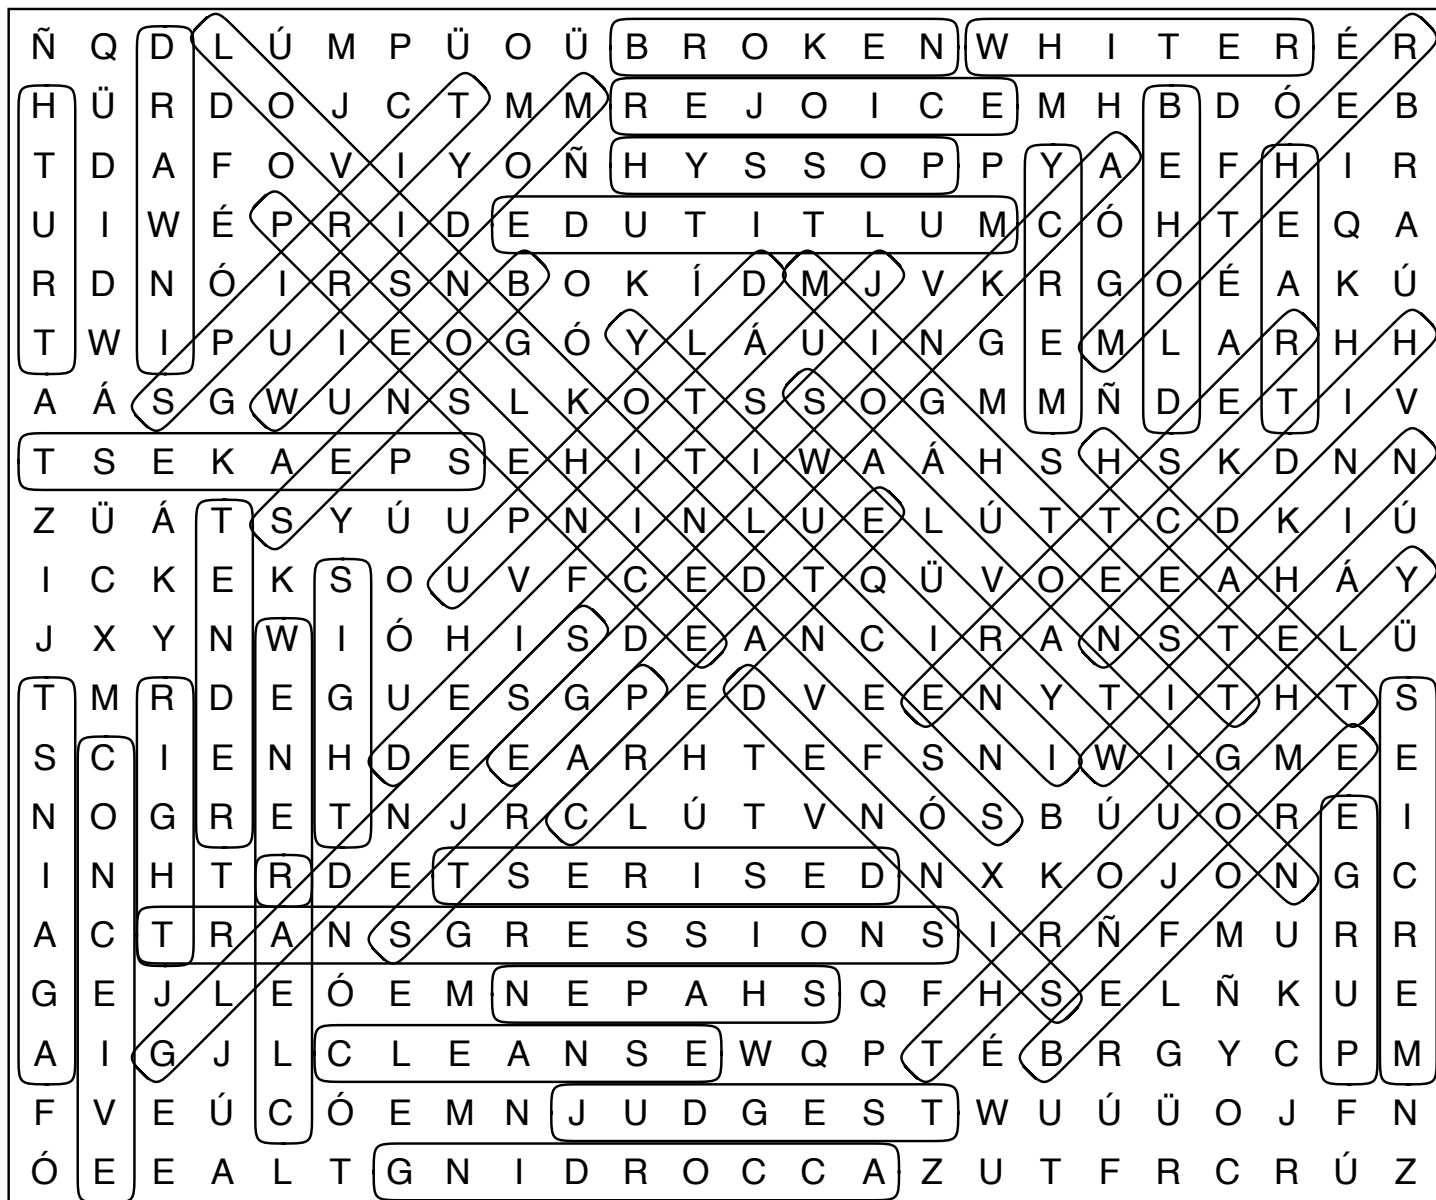 Ñ Q D L Ú M P Ü O Ü B R O K E N W H I T E R É R
H Ü R D O J C T M M R E J O I C E M H B D Ó E B
T D A F O V I Y O Ñ H Y S S O P P Y A E F H I R
U I W É P R I D E D U T I T L U M C Ó H T E Q A
R D N Ó I R S N B O K Í D M J V K R G O É A K Ú
T W I P U I E O G Ó Y L Á U I N G E M L A R H H
A Á S G W U N S L K O T S S O G M M Ñ D E T I V
T S E K A E P S E H I T I W A Á H S H S K D N N
Z Ü Á T S Y Ú U P N I N L U E L Ú T T C D K I Ú
I C K E K S O U V F C E D T Q Ü V O E E A H Á Y
J X Y N W I Ó H I S D E A N C I R A N S T E L Ü
T M R D E G U E S G P E D V E E N Y T I T H T S
S C I E N H D E E A R H T E F S N I W I G M E E
N O G R E T N J R C L Ú T V N Ó S B Ú U O R E I
I N H T R D E T S E R I S E D N X K O J O N G C
A C T R A N S G R E S S I O N S I R Ñ F M U R R
G E J L E Ó E M N E P A H S Q F H S E L Ñ K U E
A I G J L C L E A N S E W Q P T É B R G Y C P M
F V E Ú C Ó E M N J U D G E S T W U Ú Ü O J F N
Ó E E A L T G N I D R O C C A Z U T F R C R Ú Z